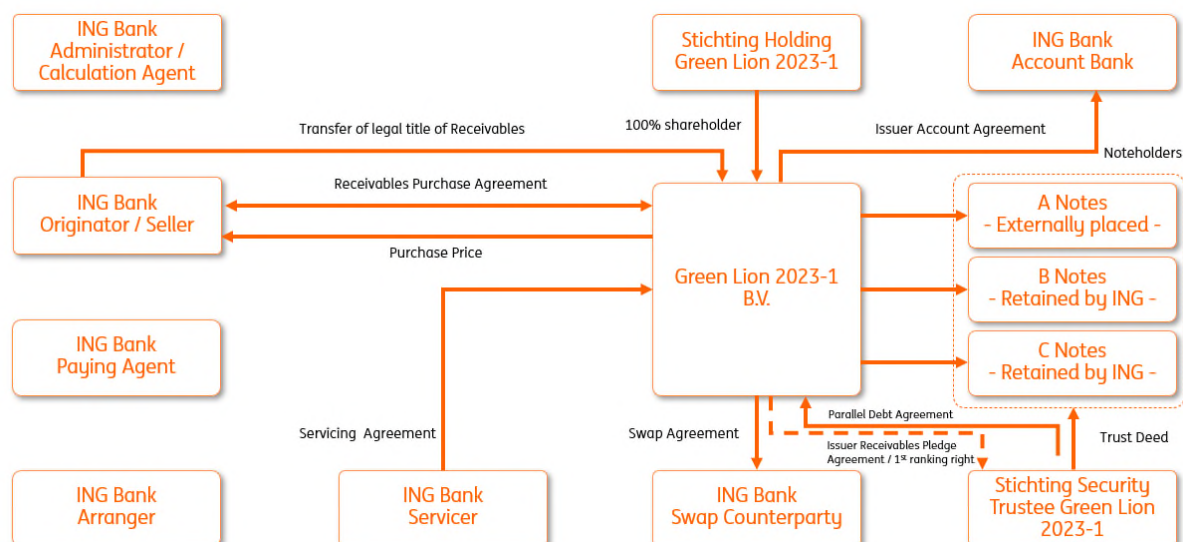 ING Bank
Administrator /
Calculation Agent
Stichting Holding
Green Lion 2023-1
ING Bank
Account Bank
Transfer of legal title of Receivables
100% shareholder
Issuer Account Agreement
Noteholders
ING Bank
Originator / Seller
Receivables Purchase Agreement
Purchase Price
Green Lion 2023-1
B.V.
A Notes
- Externally placed -
B Notes
- Retained by ING -
C Notes
- Retained by ING -
ING Bank
Paying Agent
Servicing Agreement
Swap Agreement
Parallel Debt Agreement
Issuer Receivables Pledge
Agreement / 1st ranking right
Trust Deed
ING Bank
Arranger
ING Bank
Servicer
ING Bank
Swap Counterparty
Stichting Security
Trustee Green Lion
2023-1